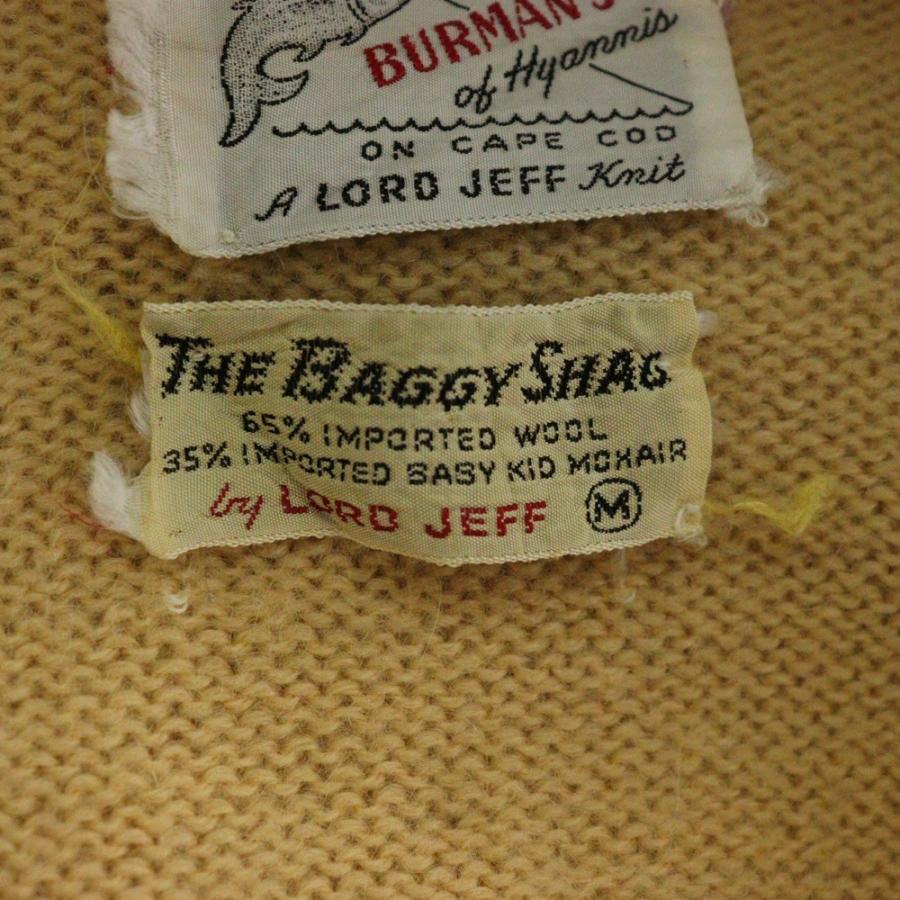 BURMAN'S
of Hyannis
ON CAPE COD
A LORD JEFF Knit
THE BAGGY SHAG
65% IMPORTED WOOL
35% IMPORTED BABY KID MOHAIR
by LORD JEFF M